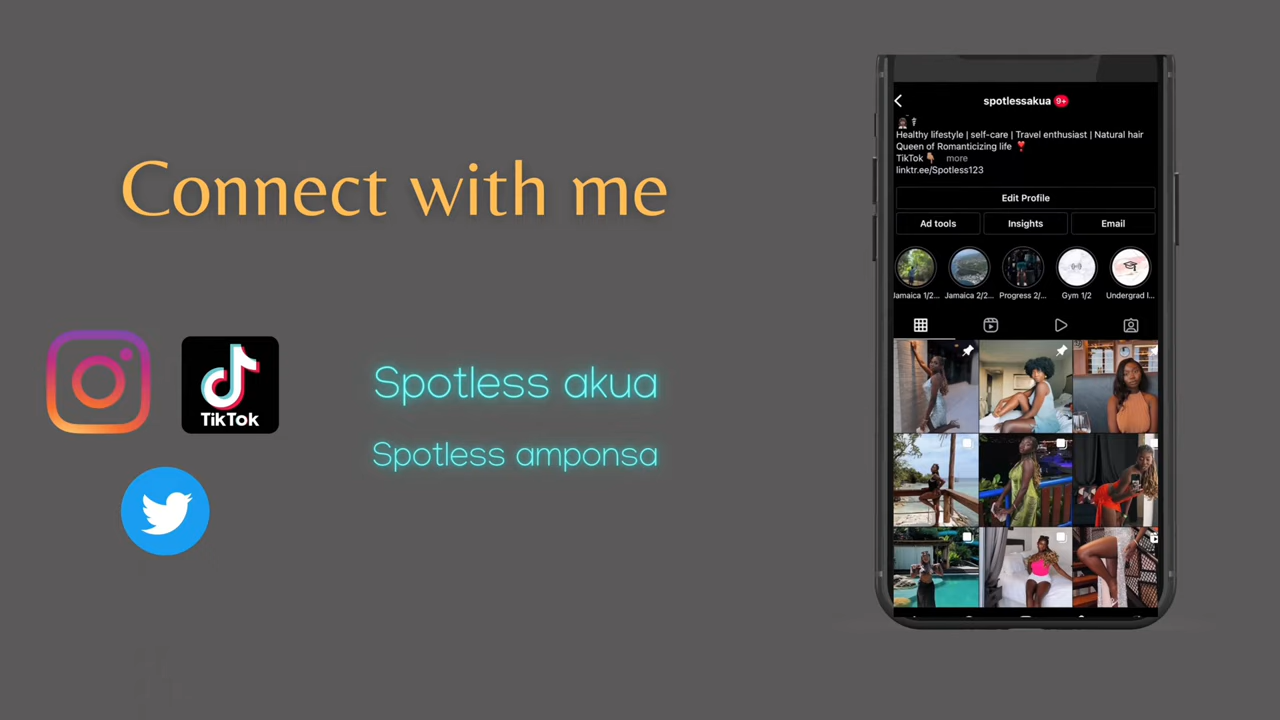 Connect with me
TikTok
Spotless akua
Spotless amponsa
spotlessakua 9+
Healthy lifestyle | self-care | Travel enthusiast | Natural hair
Queen of Romanticizing life
TikTok more
linktr.ee/Spotless123
Edit Profile
Ad tools Insights Email
Jamaica 1/2... Jamaica 2/2... Progress 2/... Gym 1/2 Undergrad I...